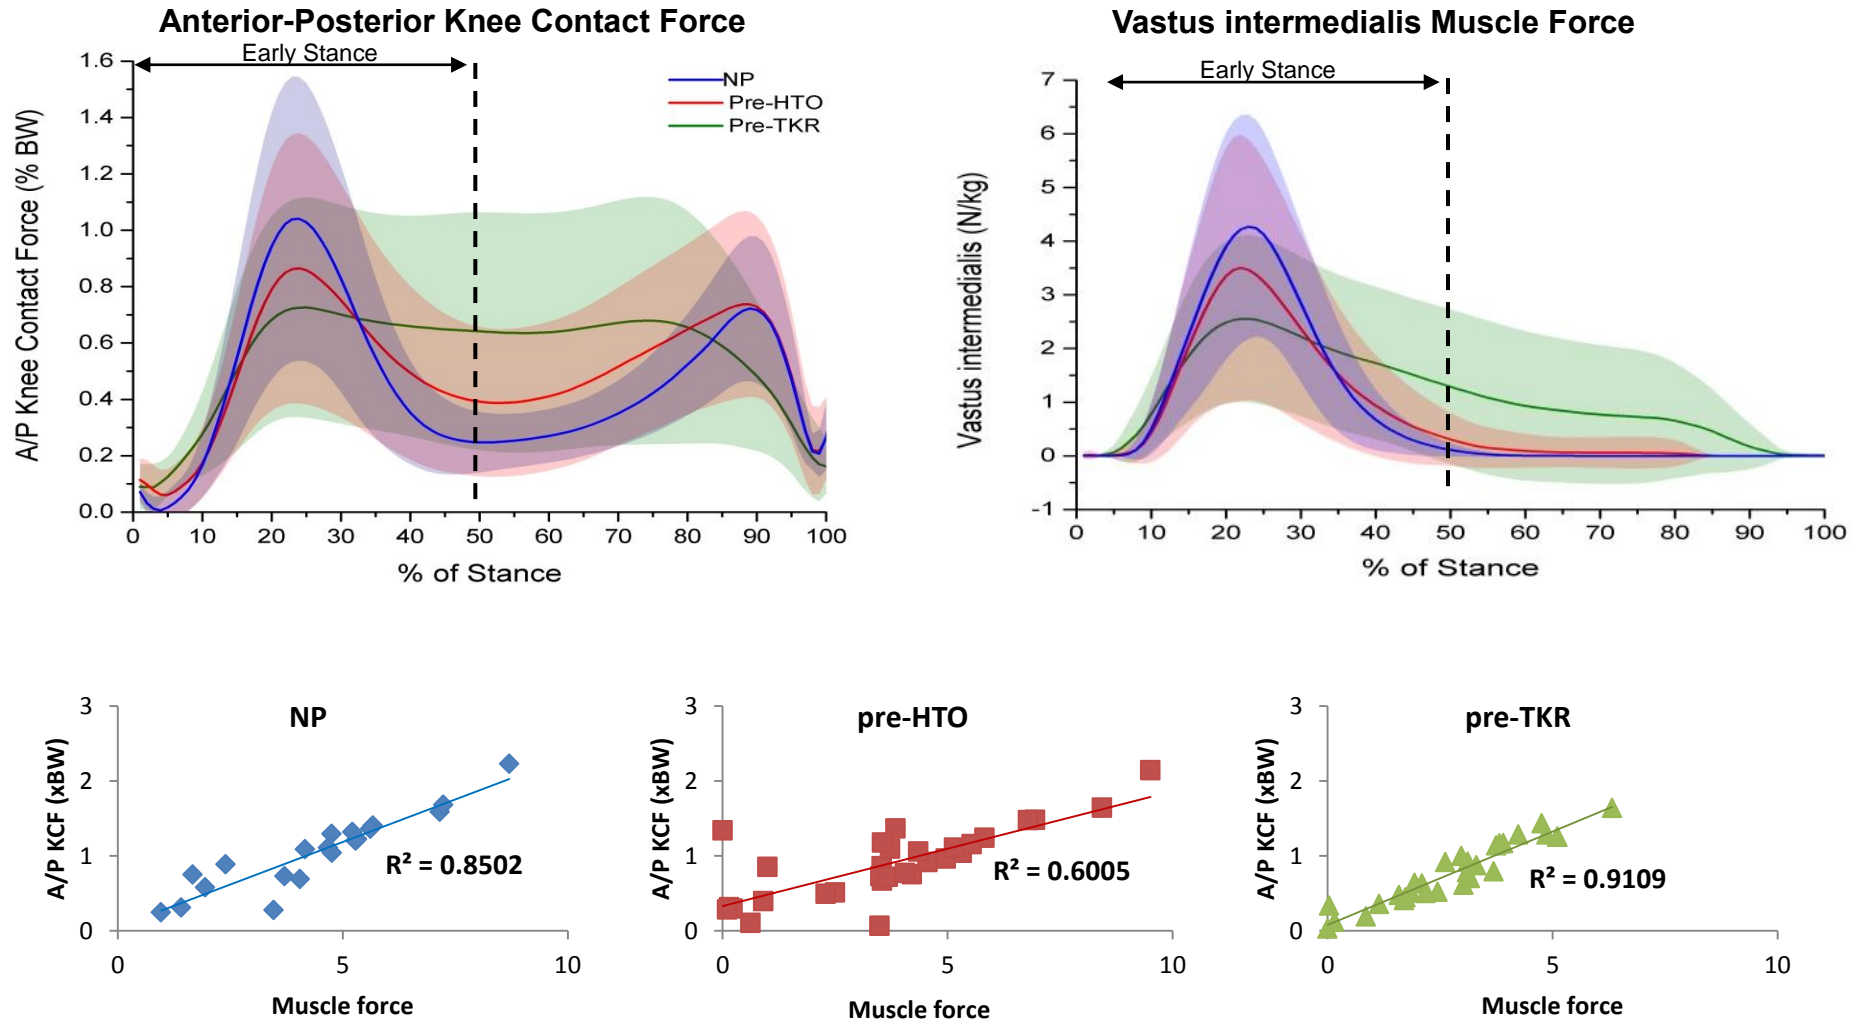 Anterior-Posterior Knee Contact Force
Early Stance
1.6
1.4
1.2
1.0
0.8
0.6
0.4
0.2
0.0
A/P Knee Contact Force (% BW)
NP
Pre-HTO
Pre-TKR
0 10 20 30 40 50 60 70 80 90 100
% of Stance
Vastus intermedialis Muscle Force
Early Stance
7
6
5
4
3
2
1
0
-1
Vastus intermedialis (N/kg)
0 10 20 30 40 50 60 70 80 90 100
% of Stance
NP
A/P KCF (xBW)
3
2
1
0
R² = 0.8502
0 5 10
Muscle force
pre-HTO
A/P KCF (xBW)
3
2
1
0
R² = 0.6005
0 5 10
Muscle force
pre-TKR
A/P KCF (xBW)
3
2
1
0
R² = 0.9109
0 5 10
Muscle force